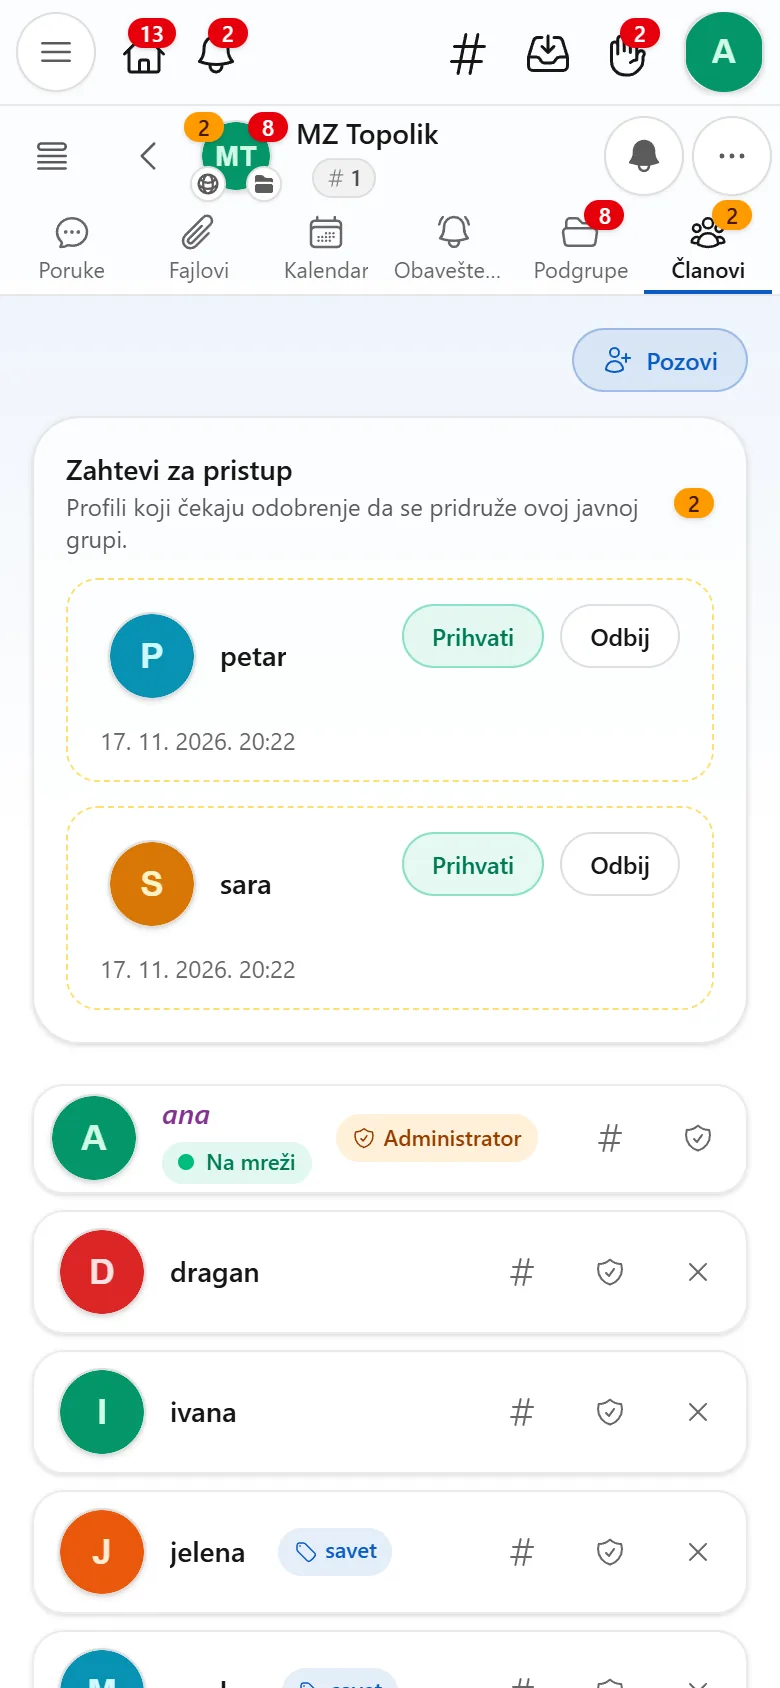 13
2
2
A
2
8
MT
MZ Topolik
# 1
Poruke
Fajlovi
Kalendar
Obavešte...
8
Podgrupe
2
Članovi
Pozovi
Zahtevi za pristup
Profili koji čekaju odobrenje da se pridruže ovoj javnoj
grupi.
2
P
petar
Prihvati
Odbij
17. 11. 2026. 20:22
S
sara
Prihvati
Odbij
17. 11. 2026. 20:22
A
ana
Na mreži
Administrator
D
dragan
I
ivana
J
jelena
savet
savet